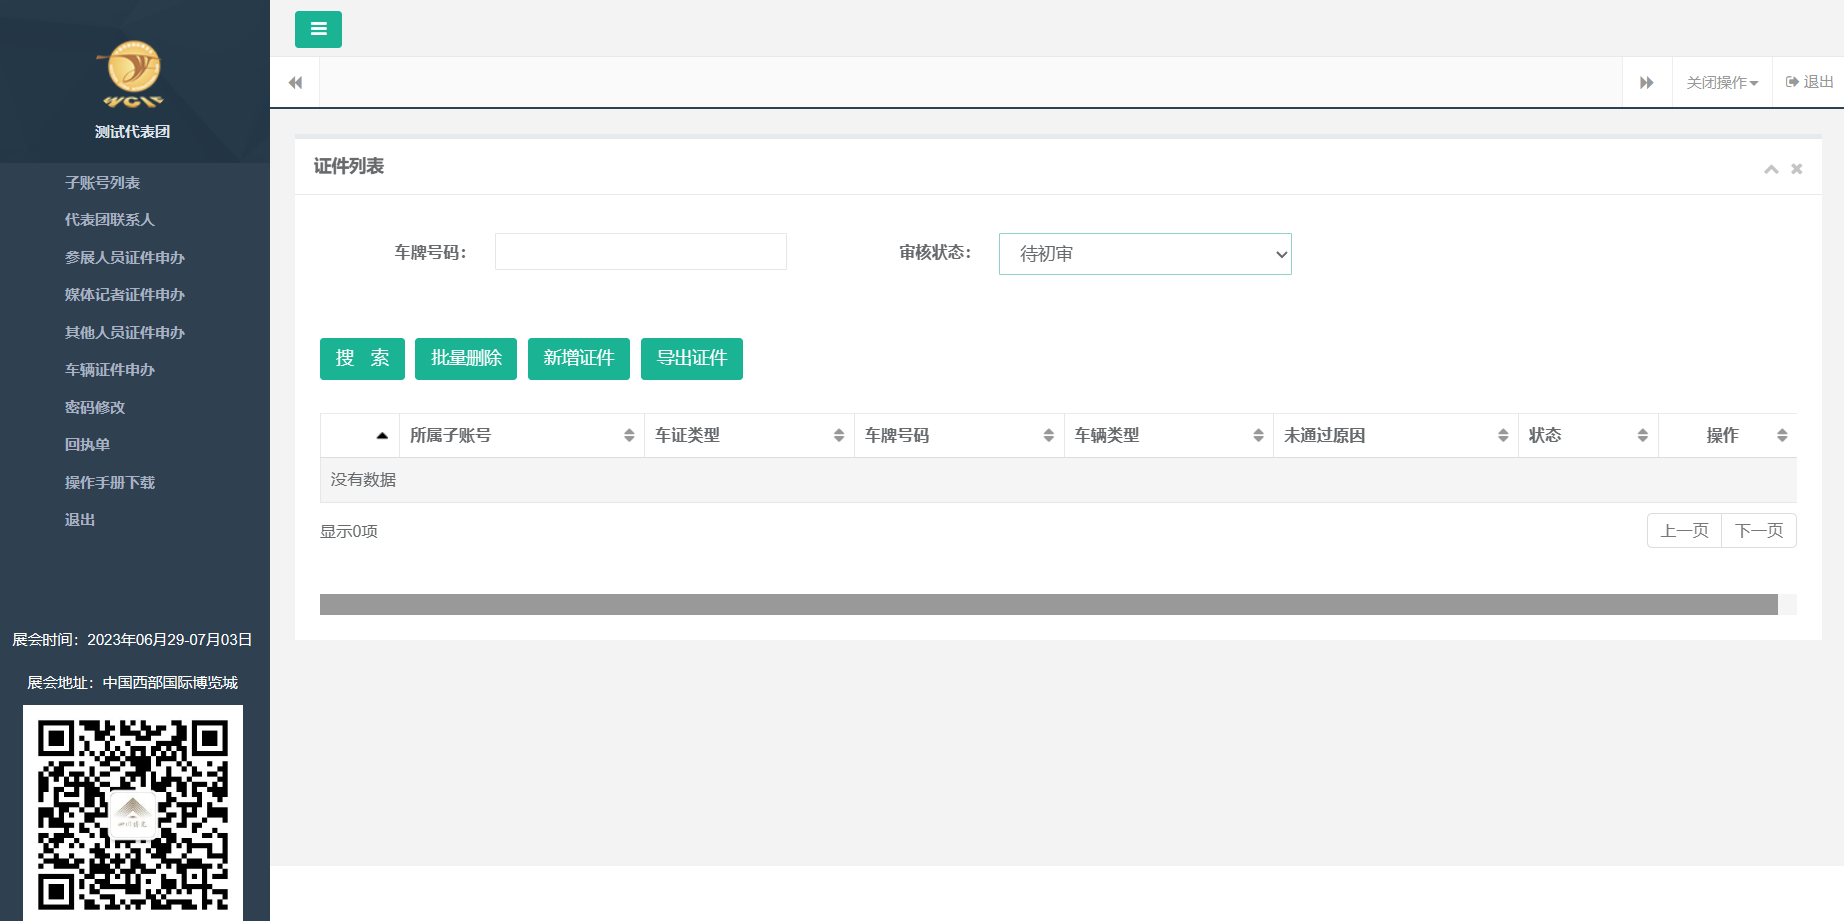 WCIF
测试代表团
子账号列表
代表团联系人
参展人员证件申办
媒体记者证件申办
其他人员证件申办
车辆证件申办
密码修改
回执单
操作手册下载
退出
展会时间：2023年06月29-07月03日
展会地址：中国西部国际博览城
关闭操作
退出
证件列表
车牌号码：
审核状态：
待初审
搜 索
批量删除
新增证件
导出证件
所属子账号
车证类型
车牌号码
车辆类型
未通过原因
状态
操作
没有数据
显示0项
上一页
下一页